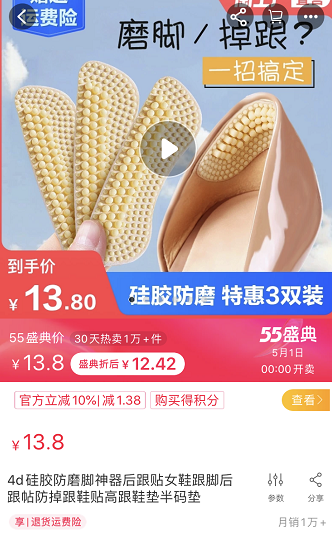 运费险
磨脚/掉跟?
一招搞定
到手价
¥13.80
硅胶防磨 特惠3双装
55盛典价 30天热卖1万+件
¥13.8 盛典折后¥12.42
55盛典
5月1日
00:00开卖
官方立减10%|减1.38 购买得积分 查看>
¥13.8
4d硅胶防磨脚神器后跟贴女鞋跟脚后
跟帖防掉跟鞋贴高跟鞋垫半码垫
参数 分享
享|退货运费险 月销1万+